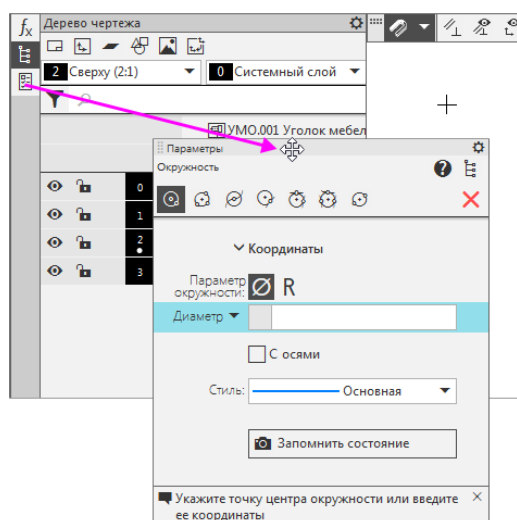 fx Дерево чертежа
2 Сверху (2:1) 0 Системный слой
УМО.001 Уголок мебел
Параметры
Окружность
0
1
2
3
Координаты
Параметр
окружности: R
Диаметр
С осями
Стиль: Основная
Запомнить состояние
Укажите точку центра окружности или введите
ее координаты